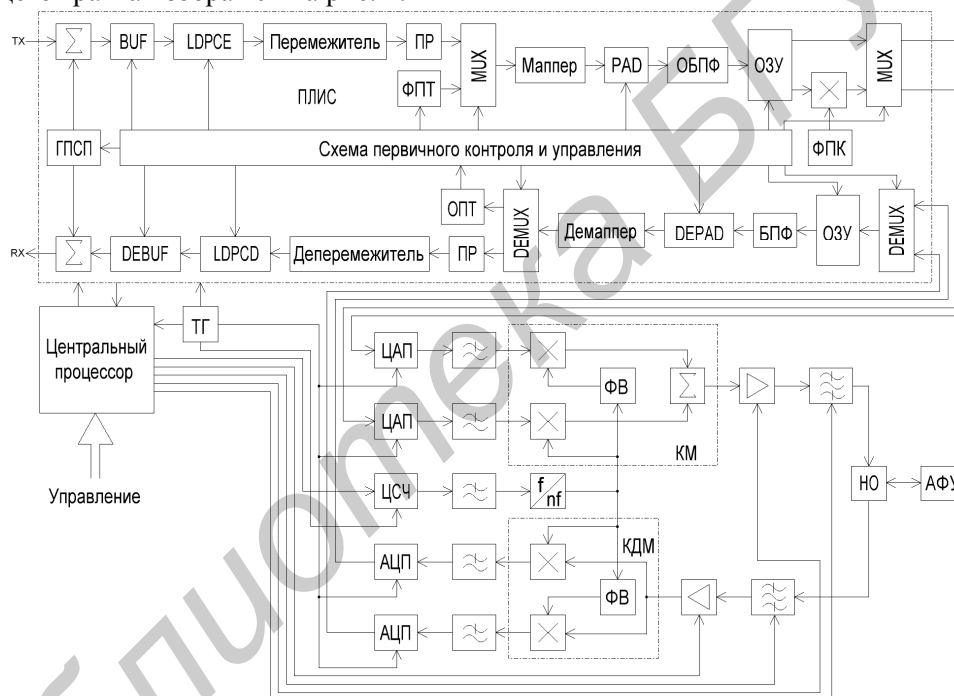 TX
Σ
BUF
LDPCE
Перемежитель
ПР
MUX
Маппер
PAD
ОБПФ
ОЗУ
MUX
ФПТ
ПЛИС
ФПК
ГПСП
Схема первичного контроля и управления
ОПТ
DEMUX
Демаппер
DEPAD
БПФ
ОЗУ
DEMUX
RX
Σ
DEBUF
LDPCD
Деперемежитель
ПР
Центральный
процессор
ТГ
Управление
ЦАП
ФВ
Σ
ЦАП
КМ
ЦСЧ
f
nf
НО
АФУ
АЦП
КДМ
ФВ
АЦП
блиотека БГУ